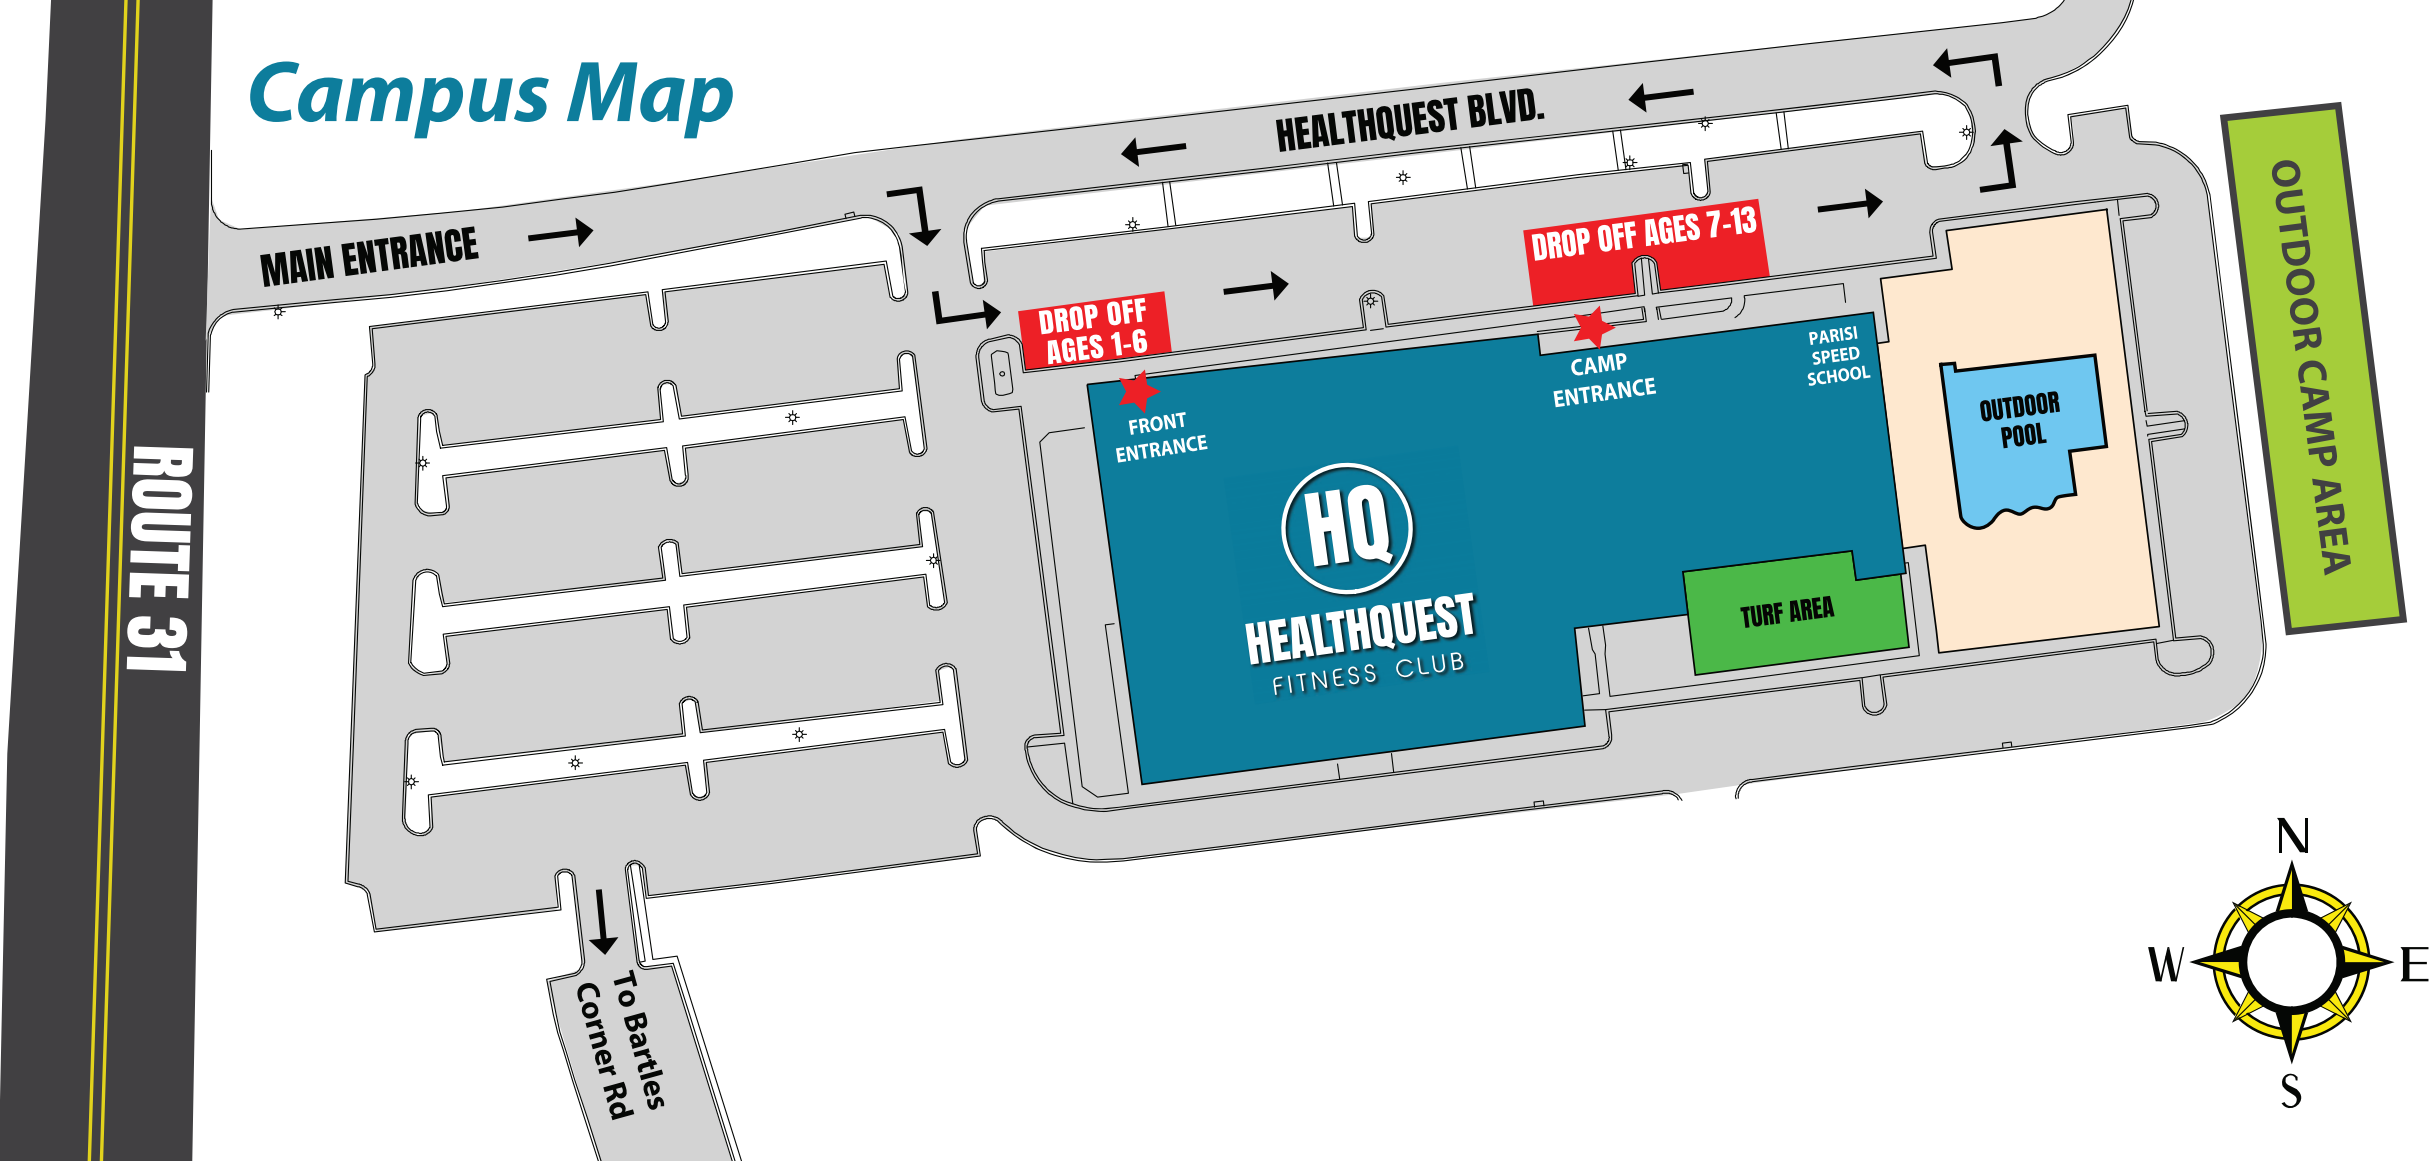 Campus Map
HEALTHQUEST BLVD.
MAIN ENTRANCE
DROP OFF AGES 7-13
DROP OFF
AGES 1-6
PARISI
SPEED
SCHOOL
CAMP
ENTRANCE
FRONT
ENTRANCE
OUTDOOR
POOL
OUTDOOR CAMP AREA
ROUTE 31
HQ
HEALTHQUEST
FITNESS CLUB
TURF AREA
To Bartles
Corner Rd
N
W
E
S